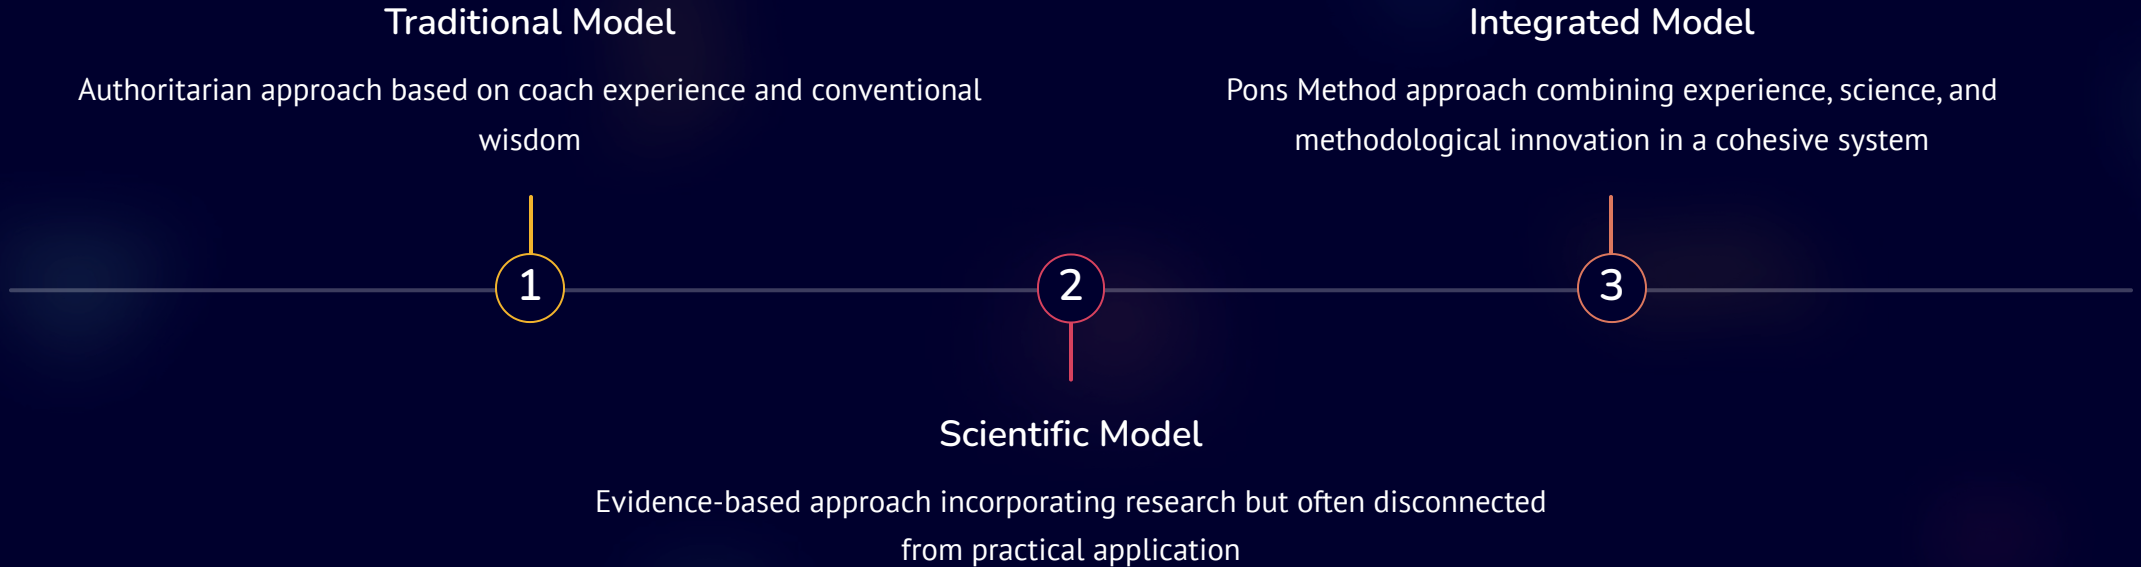 Traditional Model
Authoritarian approach based on coach experience and conventional
wisdom
Integrated Model
Pons Method approach combining experience, science, and
methodological innovation in a cohesive system
1
2
3
Scientific Model
Evidence-based approach incorporating research but often disconnected
from practical application